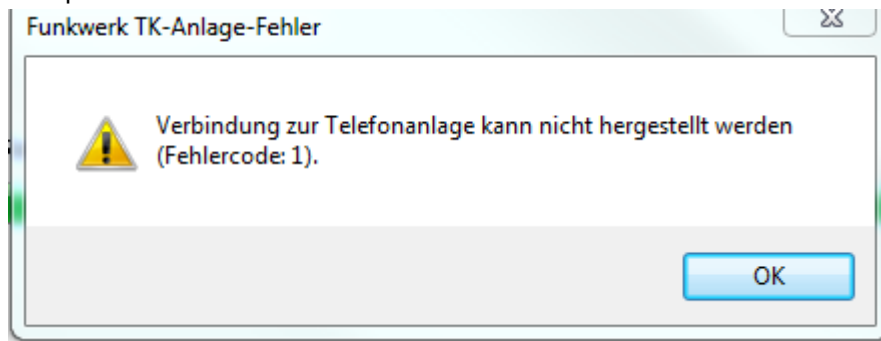 Funkwerk TK-Anlage-Fehler
Verbindung zur Telefonanlage kann nicht hergestellt werden
(Fehlercode: 1).
OK